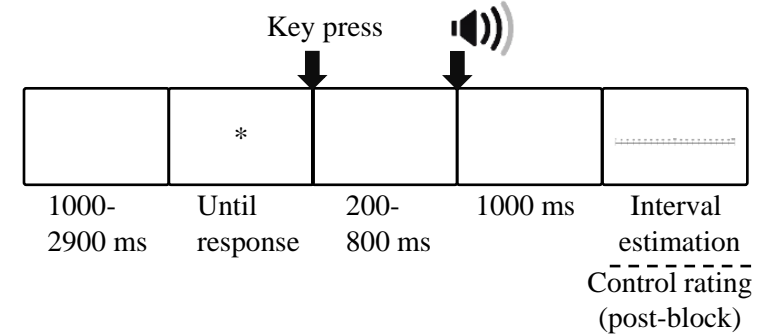 Key press
*
1000-
2900 ms
Until
response
200-
800 ms
1000 ms
Interval
estimation
Control rating
(post-block)